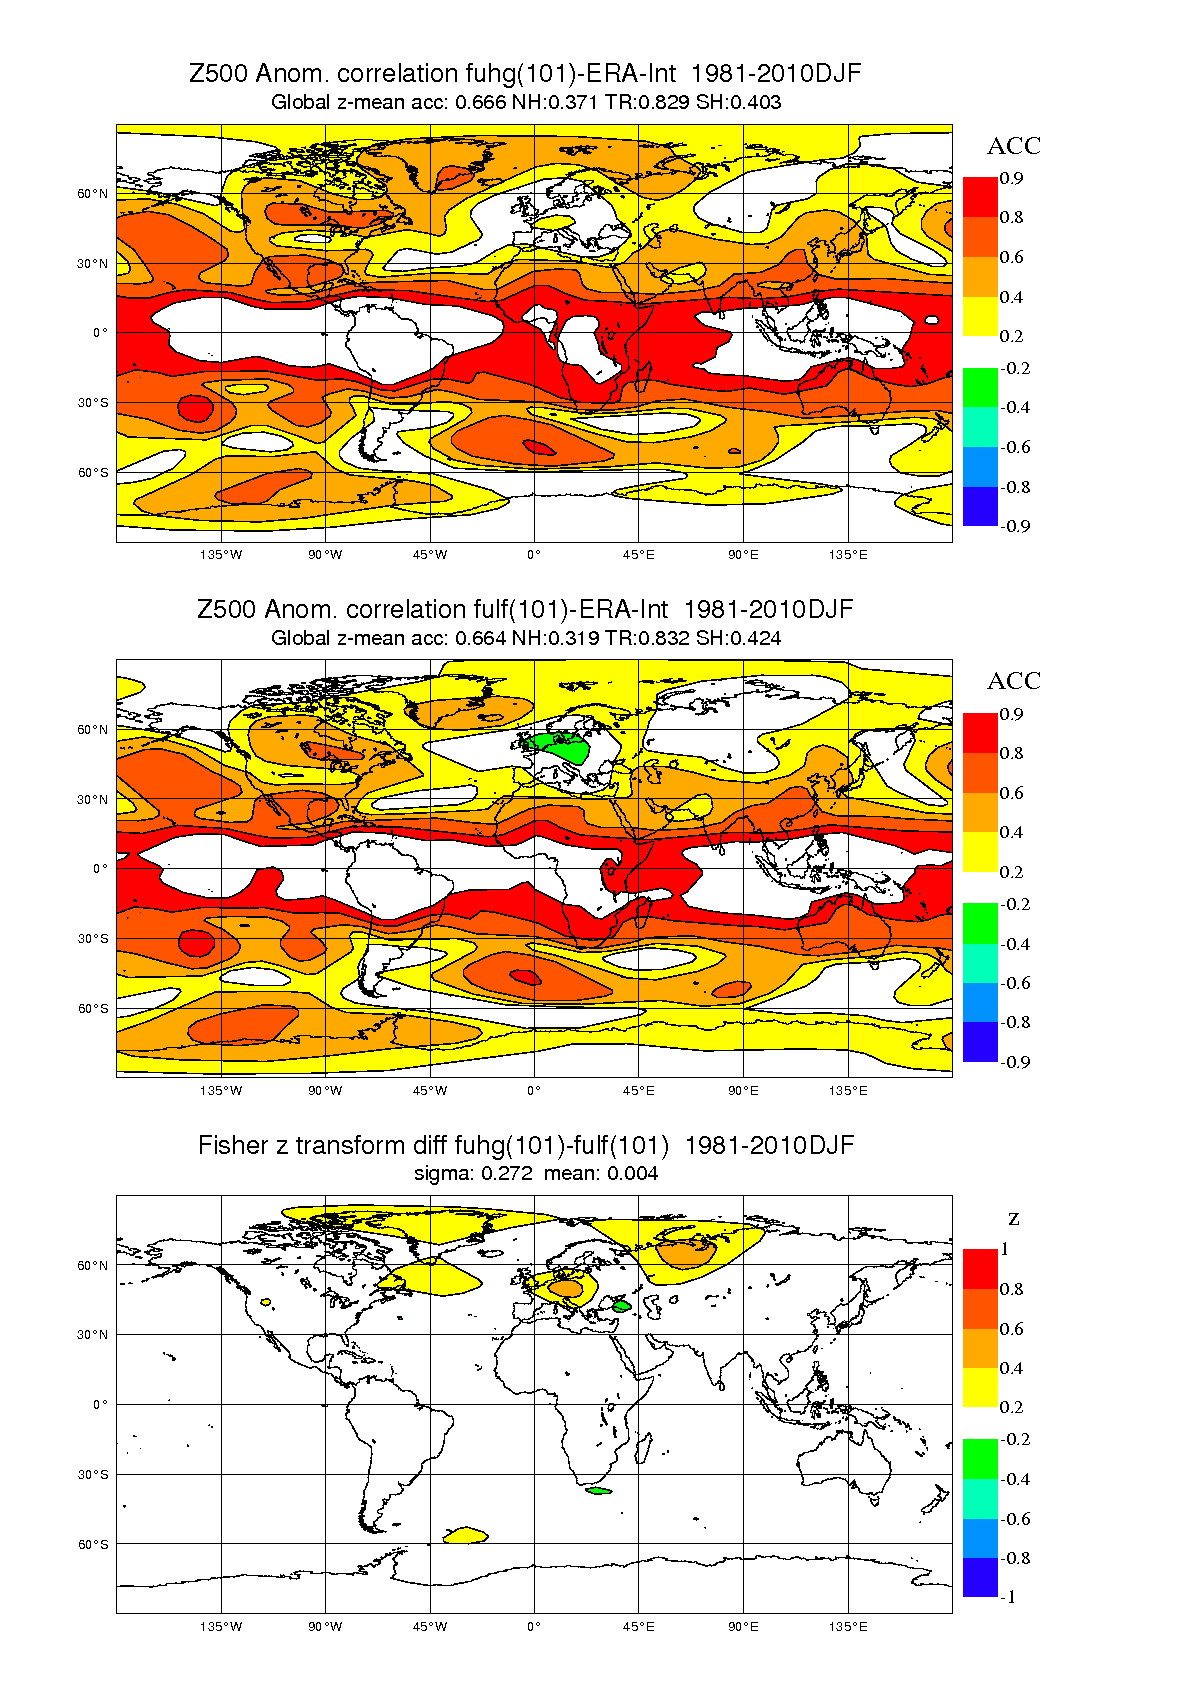 Z500 Anom. correlation fuhg(101)-ERA-Int 1981-2010DJF
Global z-mean acc: 0.666 NH:0.371 TR:0.829 SH:0.403
ACC
0.9
0.8
0.6
0.4
0.2
-0.2
-0.4
-0.6
-0.8
-0.9
60°N
30°N
0°
30°S
60°S
135°W 90°W 45°W 0° 45°E 90°E 135°E
Z500 Anom. correlation fulf(101)-ERA-Int 1981-2010DJF
Global z-mean acc: 0.664 NH:0.319 TR:0.832 SH:0.424
ACC
0.9
0.8
0.6
0.4
0.2
-0.2
-0.4
-0.6
-0.8
-0.9
60°N
30°N
0°
30°S
60°S
135°W 90°W 45°W 0° 45°E 90°E 135°E
Fisher z transform diff fuhg(101)-fulf(101) 1981-2010DJF
sigma: 0.272 mean: 0.004
z
1
0.8
0.6
0.4
0.2
-0.2
-0.4
-0.6
-0.8
-1
60°N
30°N
0°
30°S
60°S
135°W 90°W 45°W 0° 45°E 90°E 135°E